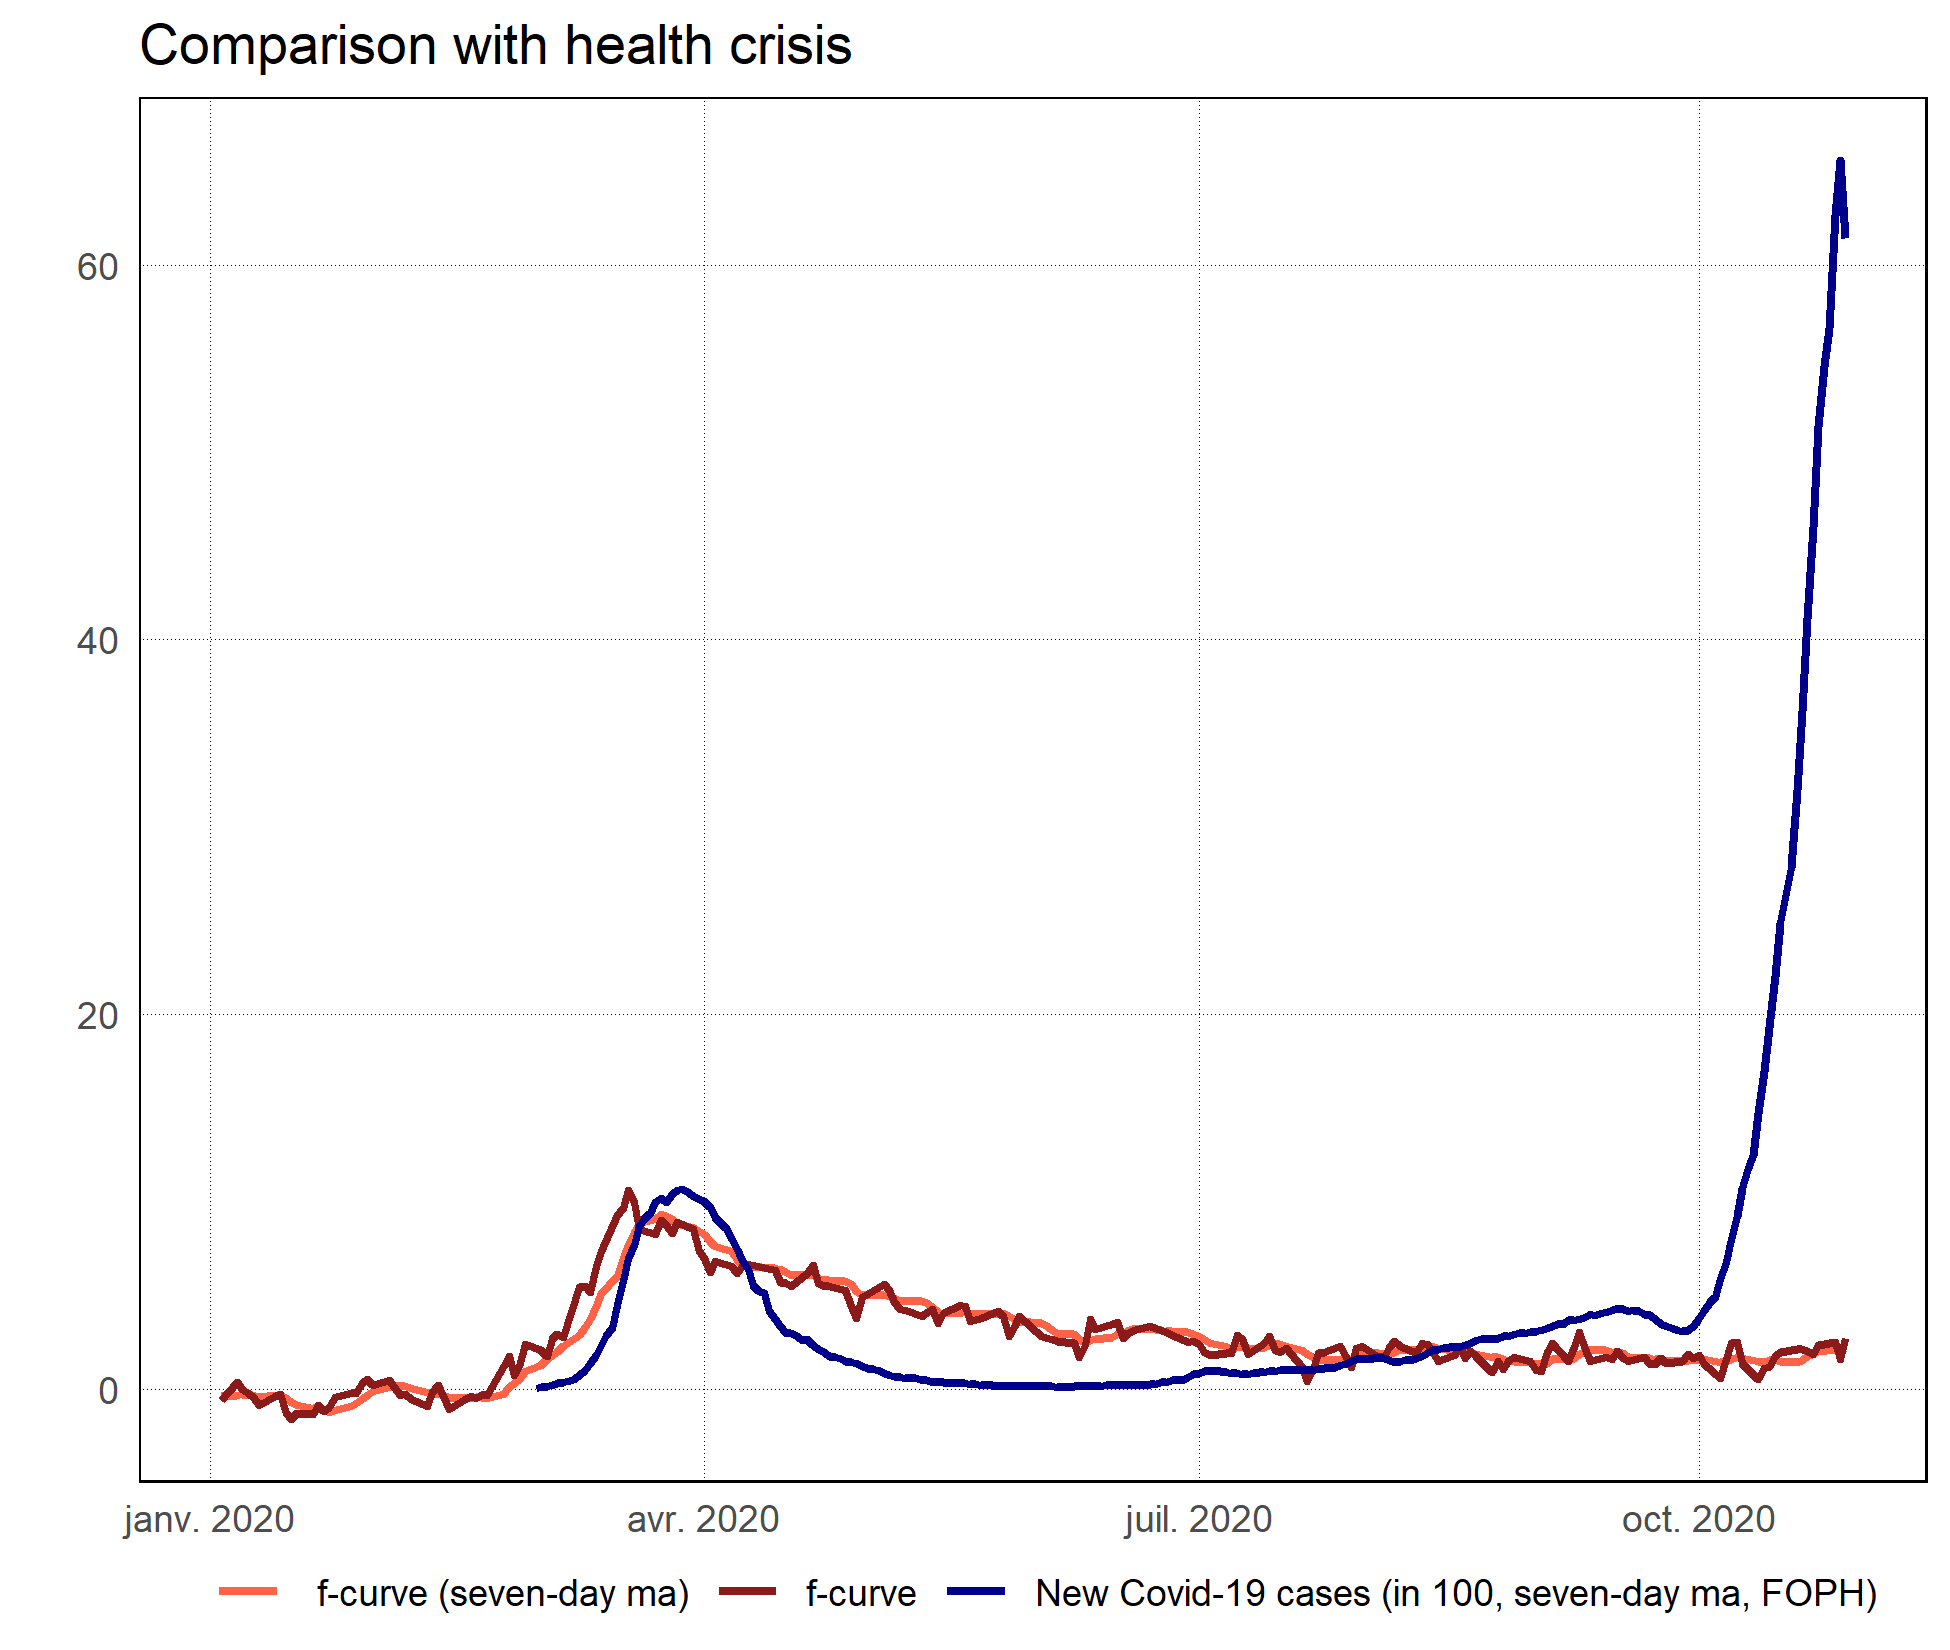 Comparison with health crisis
60
40
20
0
janv. 2020 avr. 2020 juil. 2020 oct. 2020
f-curve (seven-day ma) f-curve New Covid-19 cases (in 100, seven-day ma, FOPH)